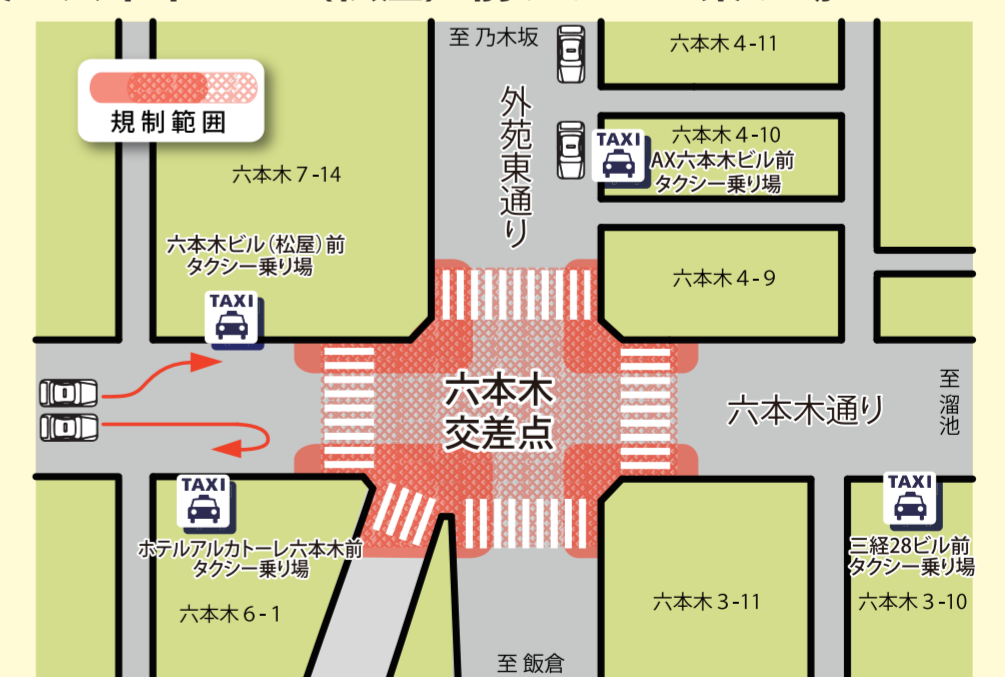 至 乃木坂
六本木 4-11
規制範囲
外苑東通り
TAXI
六本木 4-10
AX六本木ビル前
タクシー乗り場
六本木 7-14
六本木ビル(松屋)前
タクシー乗り場
TAXI
六本木 4-9
六本木
交差点
六本木通り
至 溜池
TAXI
ホテルアルカトーレ六本木前
タクシー乗り場
六本木 6-1
TAXI
三経28ビル前
タクシー乗り場
六本木 3-11
六本木 3-10
至 飯倉